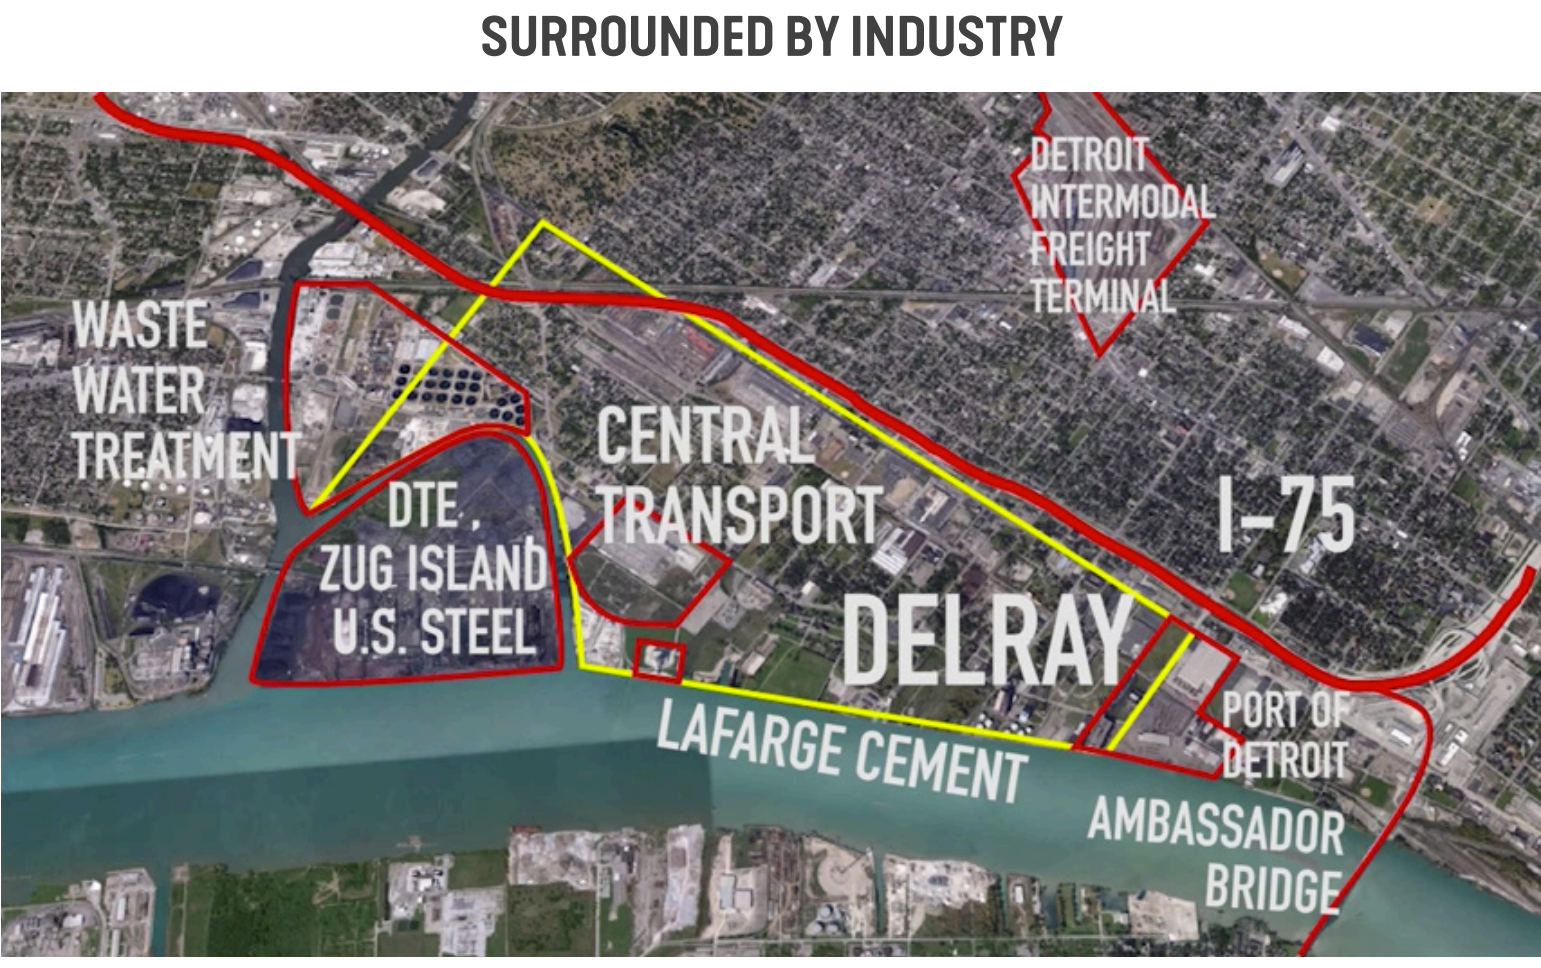 SURROUNDED BY INDUSTRY
DETROIT
INTERMODAL
FREIGHT
TERMINAL
WASTE
WATER
TREATMENT
CENTRAL
TRANSPORT
I-75
DTE,
ZUG ISLAND
U.S. STEEL
DELRAY
PORT OF
DETROIT
LAFARGE CEMENT
AMBASSADOR
BRIDGE